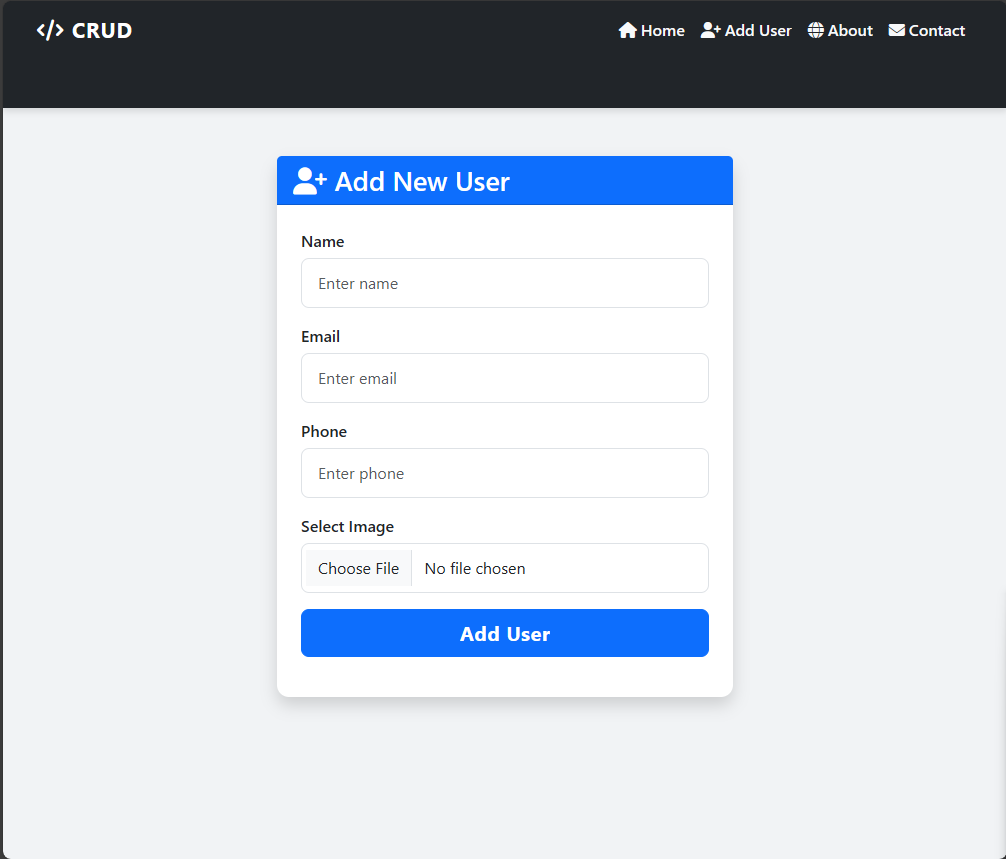 </> CRUD
Home Add User About Contact
Add New User
Name
Enter name
Email
Enter email
Phone
Enter phone
Select Image
Choose File No file chosen
Add User